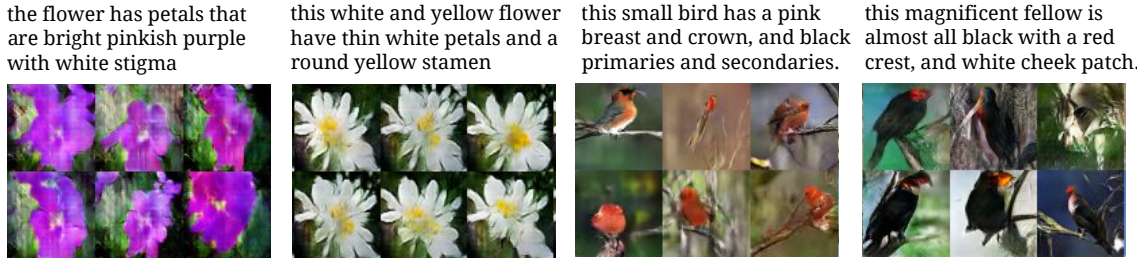 the flower has petals that
are bright pinkish purple
with white stigma
this white and yellow flower
have thin white petals and a
round yellow stamen
this small bird has a pink
breast and crown, and black
primaries and secondaries.
this magnificent fellow is
almost all black with a red
crest, and white cheek patch.